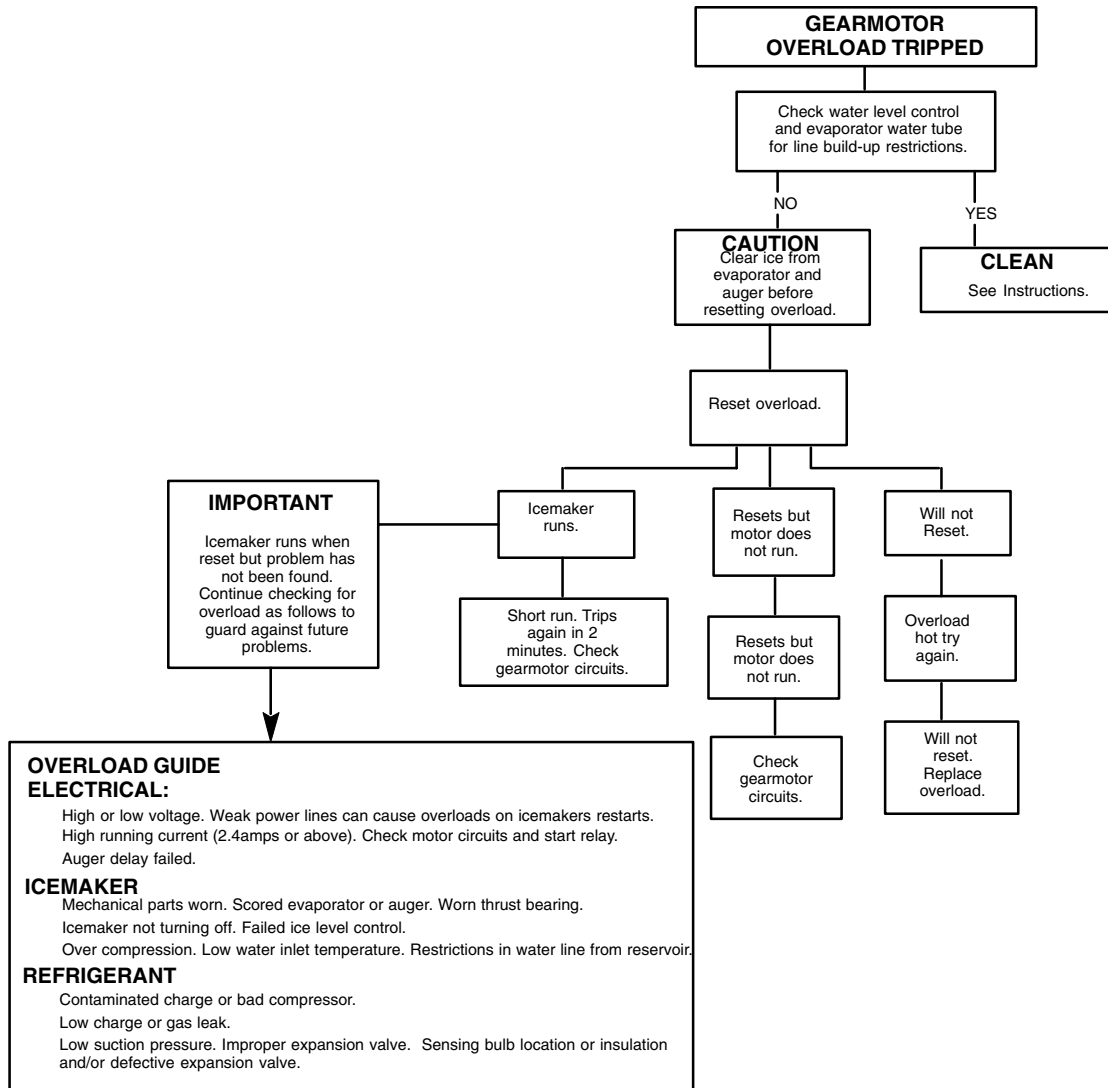 GEARMOTOR
OVERLOAD TRIPPED
Check water level control
and evaporator water tube
for line build-up restrictions.
NO
YES
CAUTION
Clear ice from
evaporator and
auger before
resetting overload.
CLEAN
See Instructions.
Reset overload.
IMPORTANT
Icemaker runs when
reset but problem has
not been found.
Continue checking for
overload as follows to
guard against future
problems.
Icemaker
runs.
Resets but
motor does
not run.
Will not
Reset.
Short run. Trips
again in 2
minutes. Check
gearmotor circuits.
Resets but
motor does
not run.
Overload
hot try
again.
Check
gearmotor
circuits.
Will not
reset.
Replace
overload.
OVERLOAD GUIDE
ELECTRICAL:
High or low voltage. Weak power lines can cause overloads on icemakers restarts.
High running current (2.4amps or above). Check motor circuits and start relay.
Auger delay failed.
ICEMAKER
Mechanical parts worn. Scored evaporator or auger. Worn thrust bearing.
Icemaker not turning off. Failed ice level control.
Over compression. Low water inlet temperature. Restrictions in water line from reservoir.
REFRIGERANT
Contaminated charge or bad compressor.
Low charge or gas leak.
Low suction pressure. Improper expansion valve. Sensing bulb location or insulation
and/or defective expansion valve.